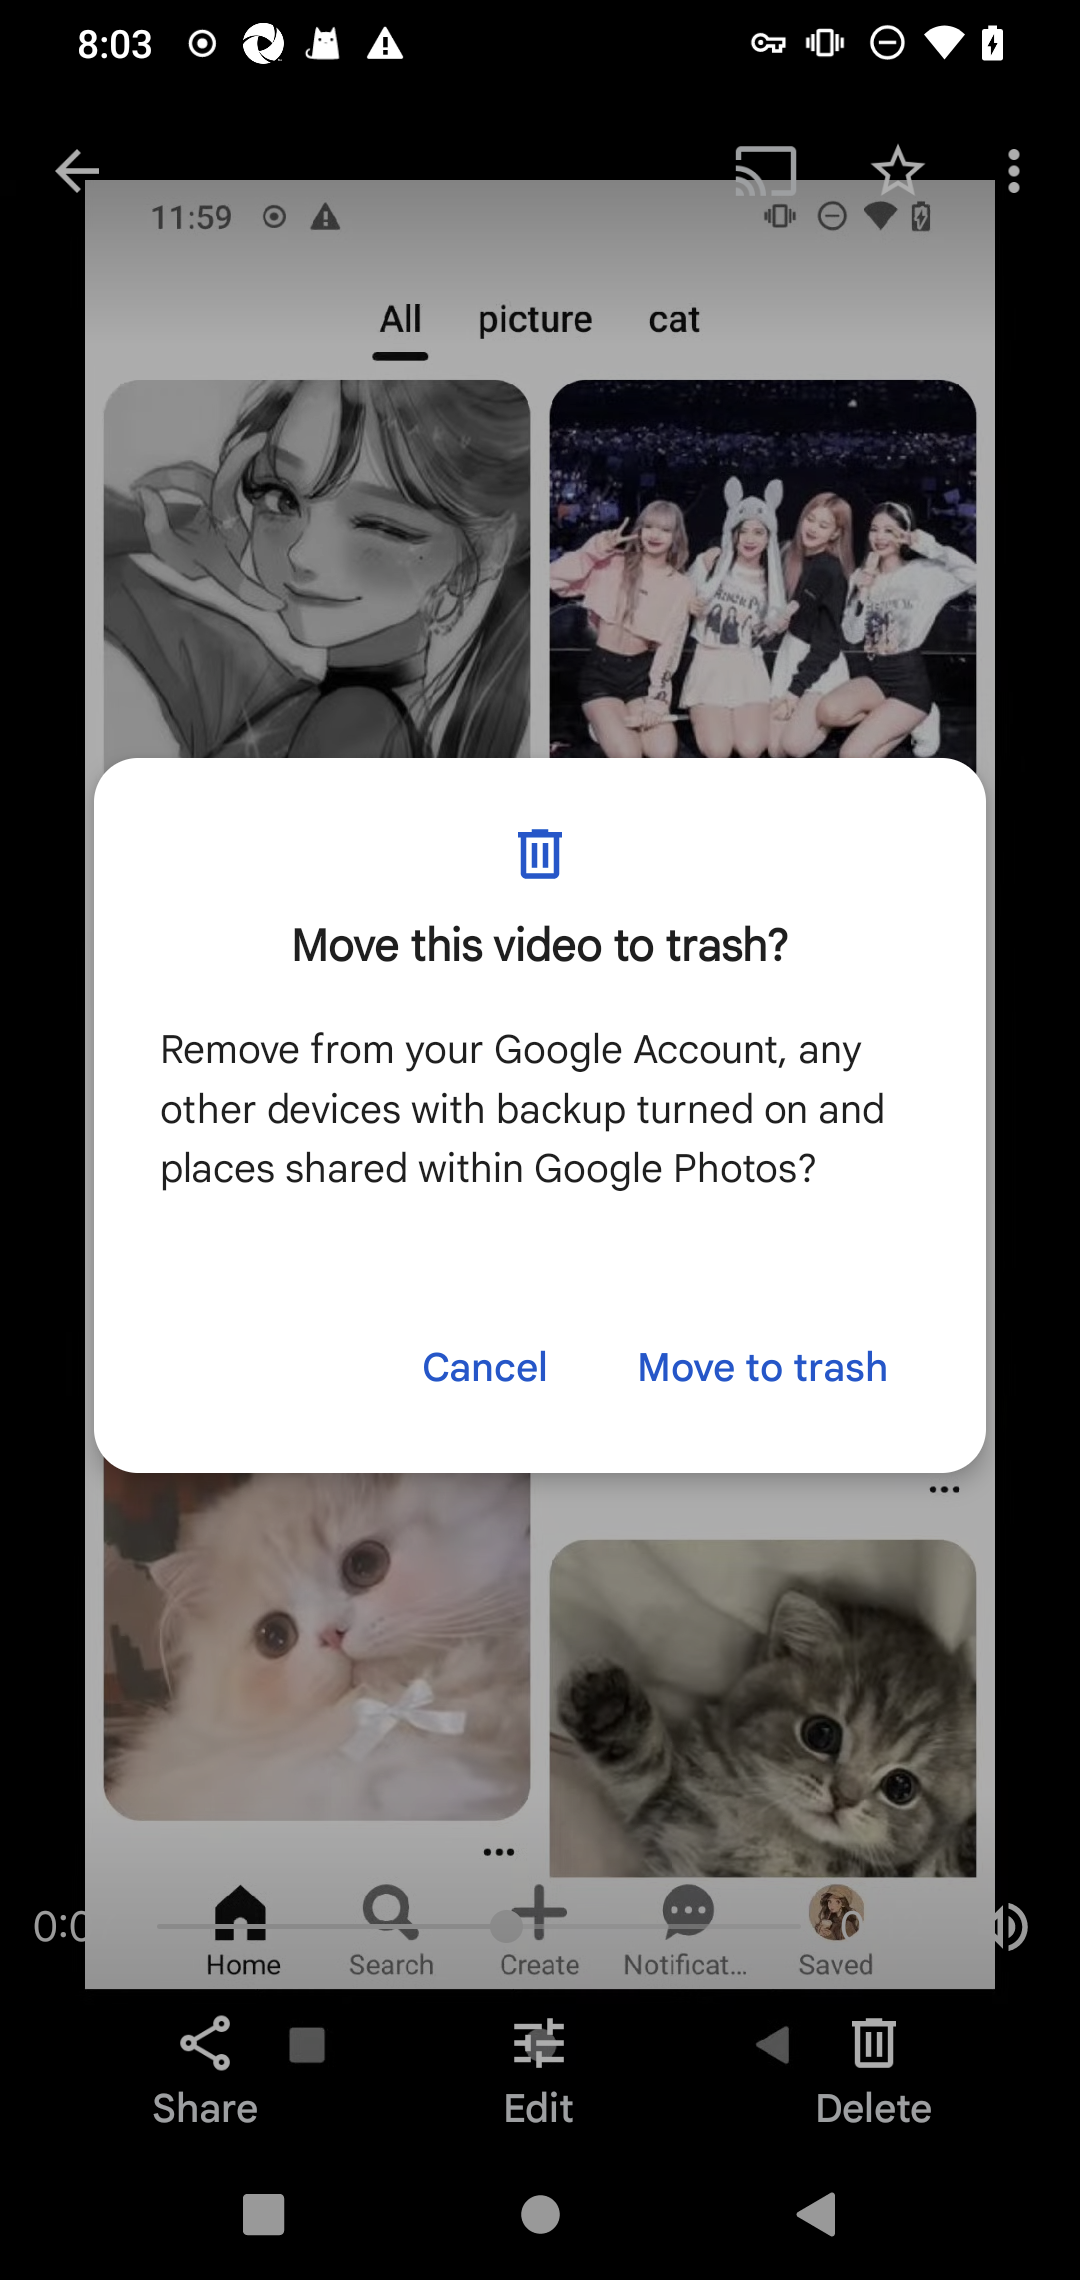 8:03
11:59
All picture cat
Move this video to trash?
Remove from your Google Account, any
other devices with backup turned on and
places shared within Google Photos?
Cancel Move to trash
Home Search Create Notificat... Saved
Share Edit Delete